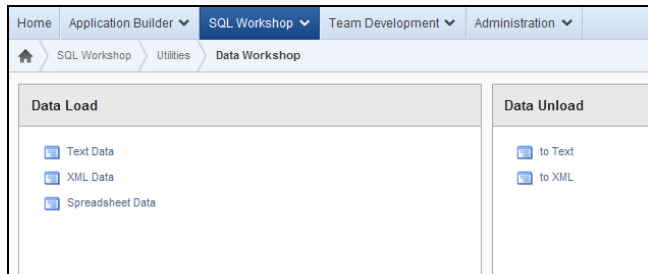 Home Application Builder SQL Workshop Team Development Administration
SQL Workshop Utilities Data Workshop
Data Load
Text Data
XML Data
Spreadsheet Data
Data Unload
to Text
to XML